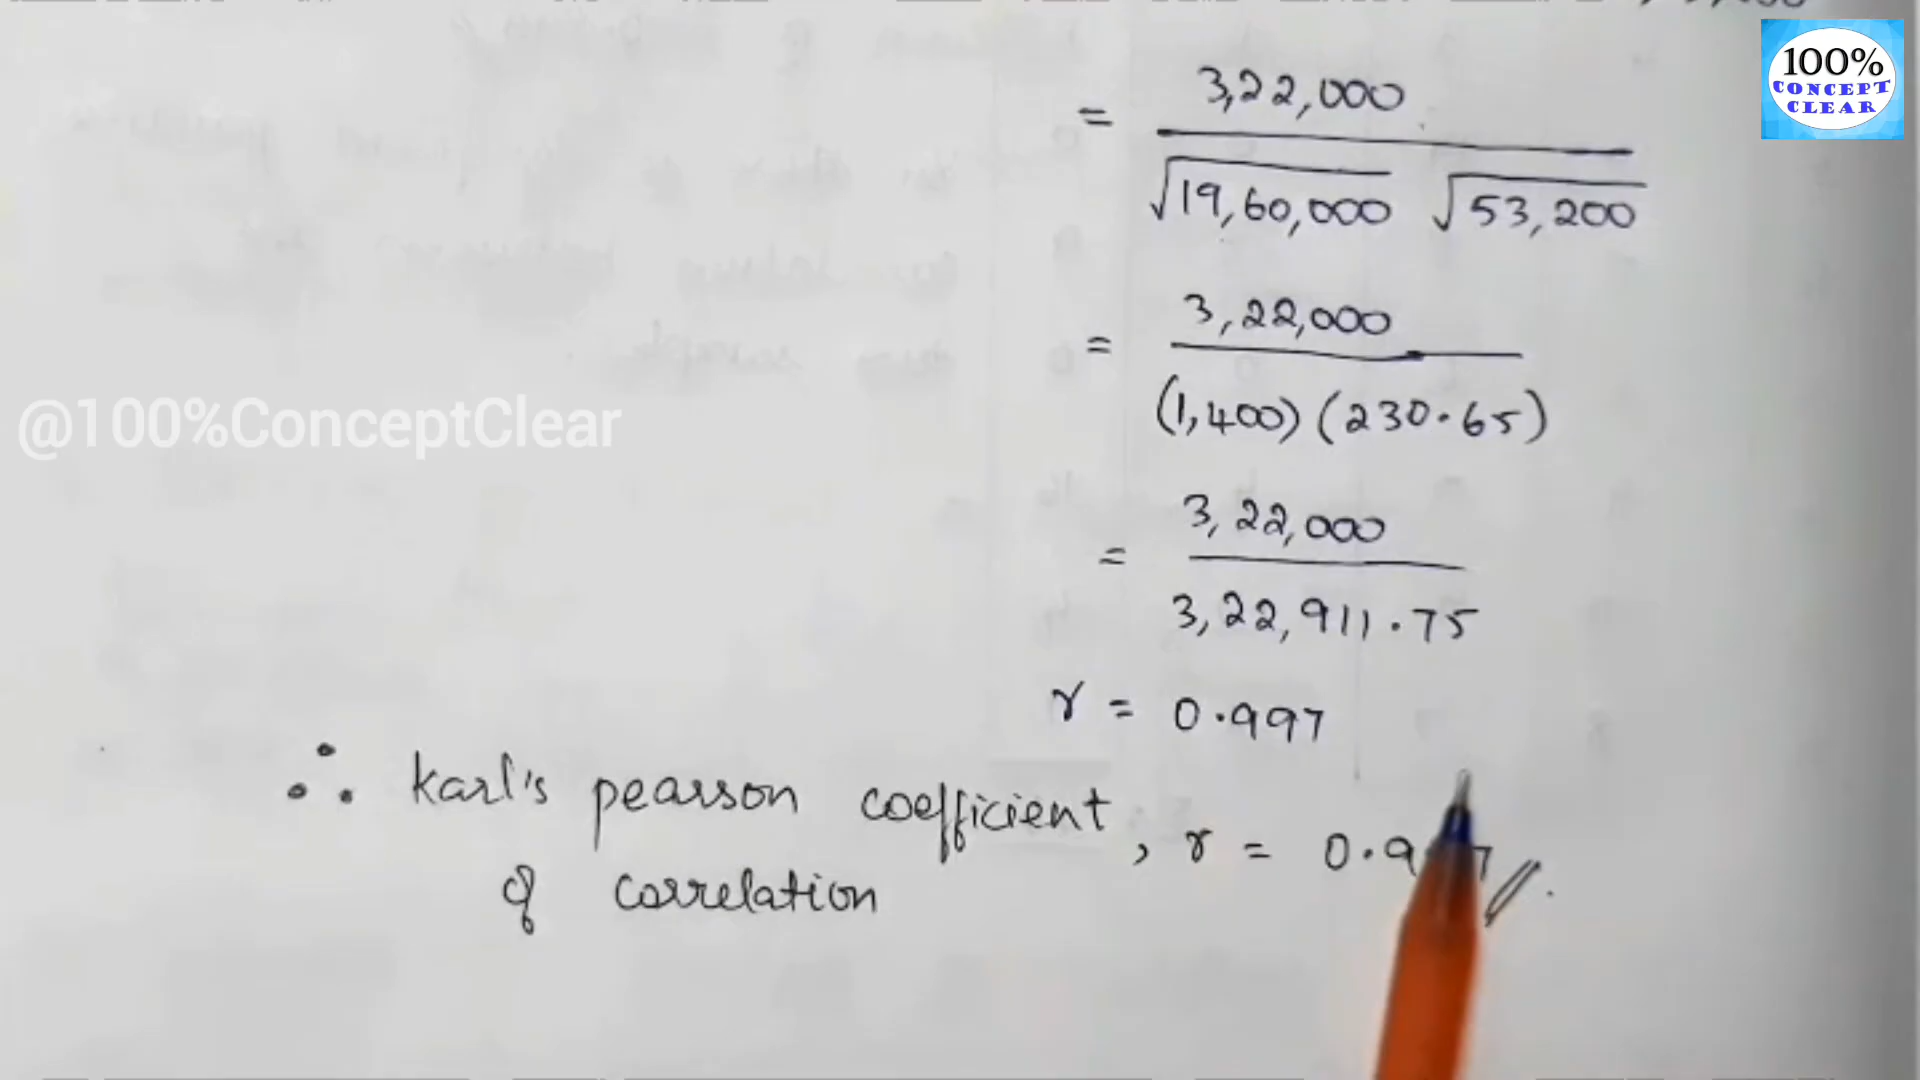 100%
CONCEPT
CLEAR
= 3,22,000
√19,60,000 √53,200
= 3,22,000
(1,400) (230.65)
@100%ConceptClear
= 3,22,000
3,22,911.75
r = 0.997
∴ karl's pearson coefficient
of correlation , r = 0.9 7 //.